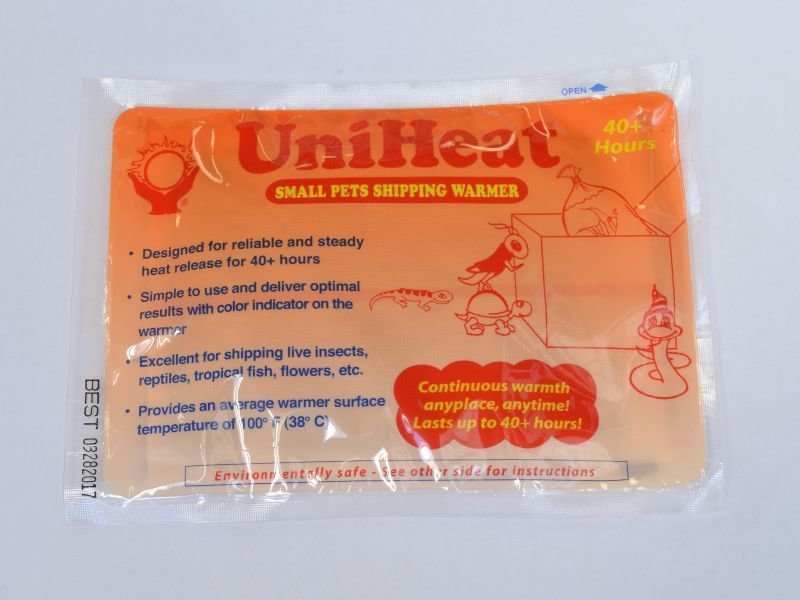 OPEN
UniHeat
40+
Hours
SMALL PETS SHIPPING WARMER
®
• Designed for reliable and steady
heat release for 40+ hours
• Simple to use and deliver optimal
results with color indicator on the
warmer
• Excellent for shipping live insects,
reptiles, tropical fish, flowers, etc.
• Provides an average warmer surface
temperature of 100° F (38° C)
Continuous warmth
anyplace, anytime!
Lasts up to 40+ hours!
Environmentally safe - See other side for instructions
BEST 03282017